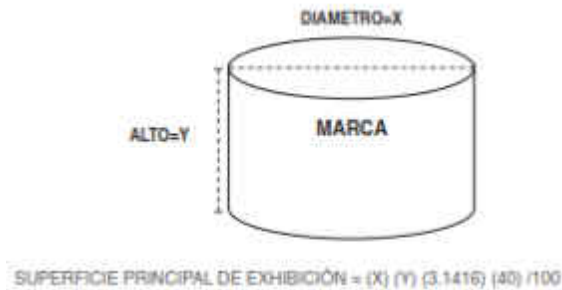 DIAMETRO=X
ALTO=Y
MARCA
SUPERFICIE PRINCIPAL DE EXHIBICIÓN = (X) (Y) (3.1416) (40) /100